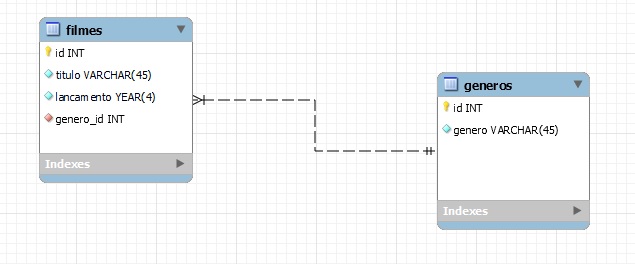 filmes
id INT
titulo VARCHAR(45)
lancamento YEAR(4)
genero_id INT
Indexes
generos
id INT
genero VARCHAR(45)
Indexes